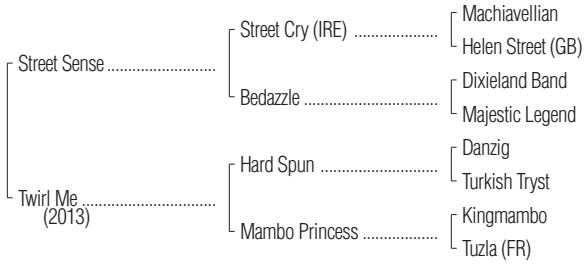 Street Sense
Twirl Me
(2013)
Street Cry (IRE)
Bedazzle
Hard Spun
Mambo Princess
Machiavellian
Helen Street (GB)
Dixieland Band
Majestic Legend
Danzig
Turkish Tryst
Kingmambo
Tuzla (FR)